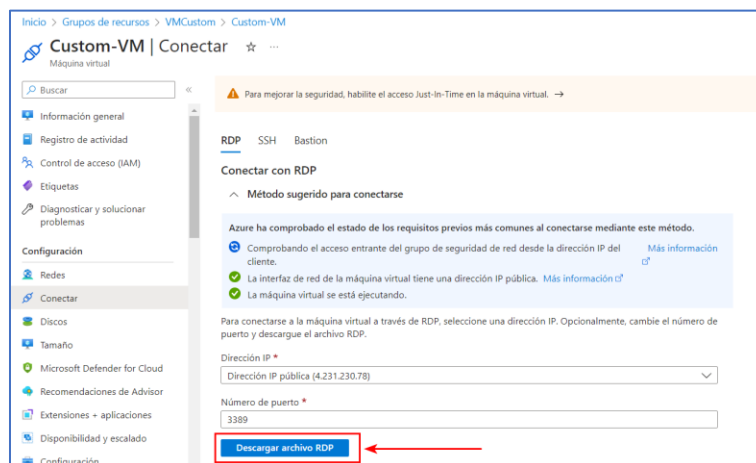 Inicio > Grupos de recursos > VMCustom > Custom-VM
Custom-VM | Conectar ☆ ...
Máquina virtual
Buscar
«
Información general
Registro de actividad
Control de acceso (IAM)
Etiquetas
Diagnosticar y solucionar
problemas
Configuración
Redes
Conectar
Discos
Tamaño
Microsoft Defender for Cloud
Recomendaciones de Advisor
Extensiones + aplicaciones
Disponibilidad y escalado
Configuración
Para mejorar la seguridad, habilite el acceso Just-In-Time en la máquina virtual. →
RDP SSH Bastion
Conectar con RDP
Método sugerido para conectarse
Azure ha comprobado el estado de los requisitos previos más comunes al conectarse mediante este método.
Comprobando el acceso entrante del grupo de seguridad de red desde la dirección IP del Más información
cliente.
La interfaz de red de la máquina virtual tiene una dirección IP pública. Más información
La máquina virtual se está ejecutando.
Para conectarse a la máquina virtual a través de RDP, seleccione una dirección IP. Opcionalmente, cambie el número de
puerto y descargue el archivo RDP.
Dirección IP *
Dirección IP pública (4.231.230.78)
Número de puerto *
3389
Descargar archivo RDP